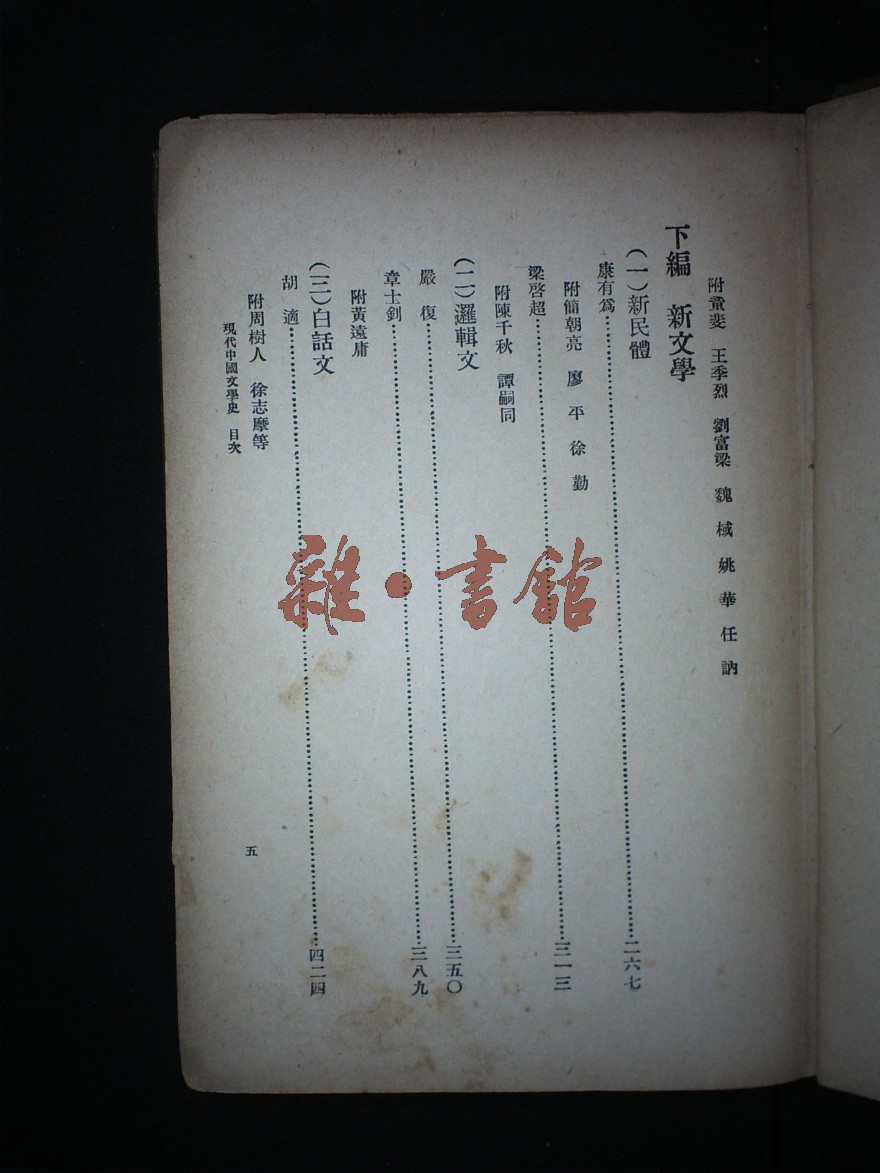 附童斐　王季烈　劉富梁　魏　棫　姚　華　任　訥
下編　新文學
（一）新民體
康有爲……二六七
附簡朝亮　廖　平　徐　勤
梁啓超……三一三
附陳千秋　譚嗣同
（二）邏輯文
嚴　復……三五〇
章士釗……三八九
附黃遠庸
（三）白話文
胡　適……四二四
附周樹人　徐志摩等
現代中國文學史　目次
五
雜·書館